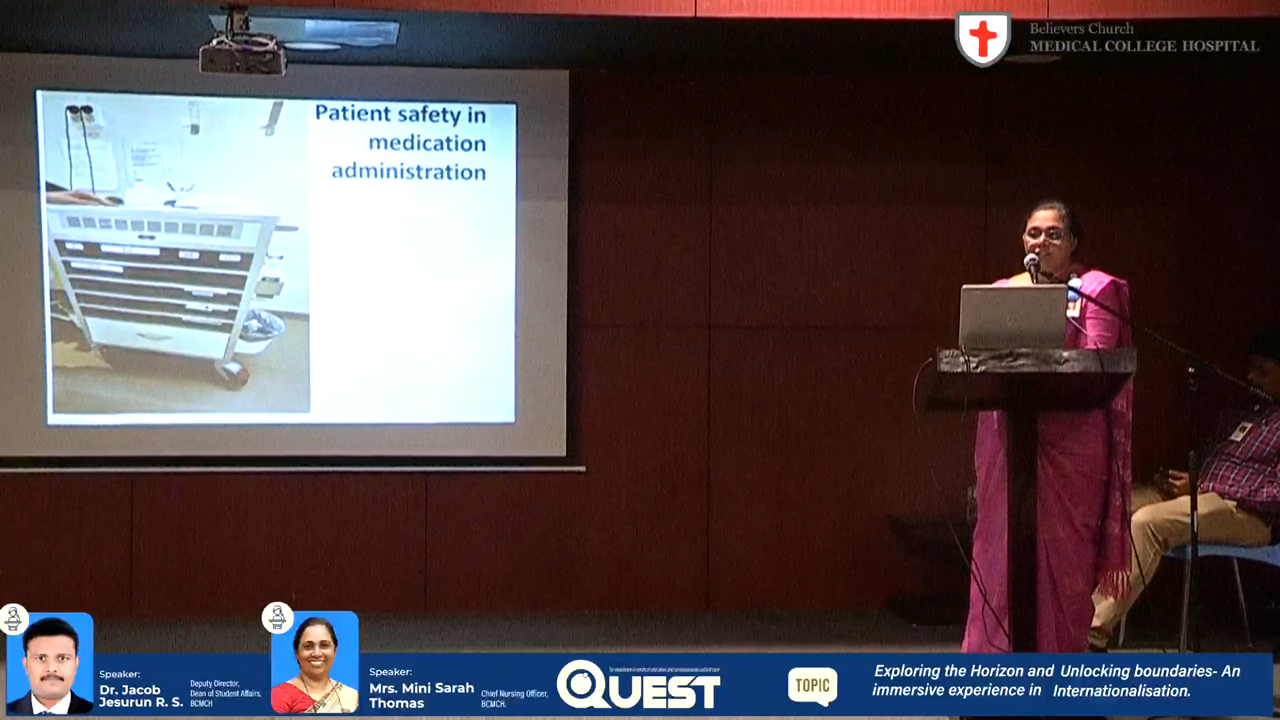 Believers Church
MEDICAL COLLEGE HOSPITAL
Patient safety in
medication
administration
Speaker:
Dr. Jacob
Jesurun R. S.
Deputy Director,
Dean of Student Affairs,
BCMCH
Speaker:
Mrs. Mini Sarah
Thomas
Chief Nursing Officer,
BCMCH.
QUEST
TOPIC
Exploring the Horizon and Unlocking boundaries- An
immersive experience in Internationalisation.